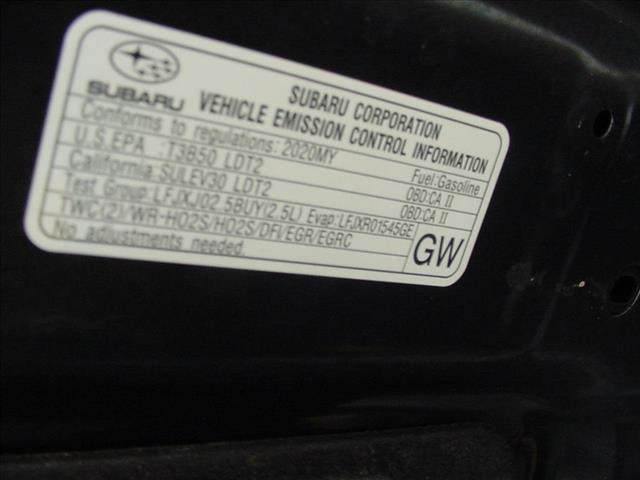 SUBARU
SUBARU CORPORATION
VEHICLE EMISSION CONTROL INFORMATION
Conforms to regulations: 2020MY Fuel:Gasoline
U.S.EPA :T3B50 LDT2 OBD:CA II
California:SULEV30 LDT2 OBD:CA II
Test Group:LFJXJ02.5BUY(2.5L) Evap:LFJXR01545GE
TWC(2)/WR-HO2S/HO2S/DFI/EGR/EGRC
No adjustments needed.
GW